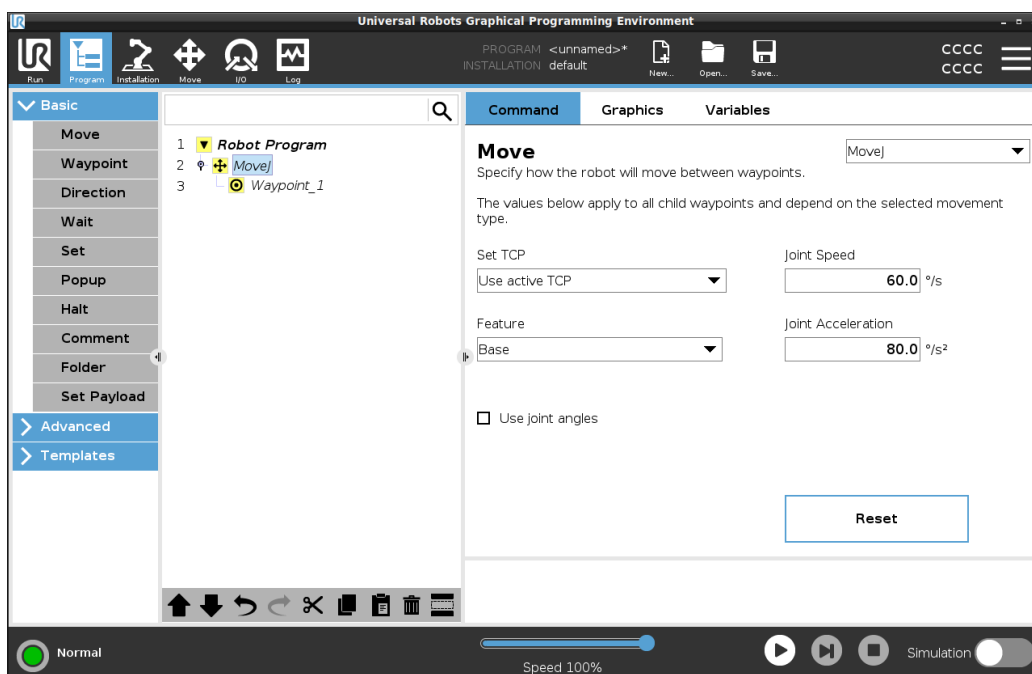 Universal Robots Graphical Programming Environment
UR
Run
Program
Installation
Move
I/O
Log
PROGRAM <unnamed>*
INSTALLATION default
New...
Open...
Save...
CCCC
CCCC
Basic
Move
Waypoint
Direction
Wait
Set
Popup
Halt
Comment
Folder
Set Payload
Advanced
Templates
1 Robot Program
2 MoveJ
3 Waypoint_1
Command Graphics Variables
Move
MoveJ
Specify how the robot will move between waypoints.
The values below apply to all child waypoints and depend on the selected movement
type.
Set TCP
Use active TCP
Joint Speed
60.0 °/s
Feature
Base
Joint Acceleration
80.0 °/s²
Use joint angles
Reset
Normal
Speed 100%
Simulation